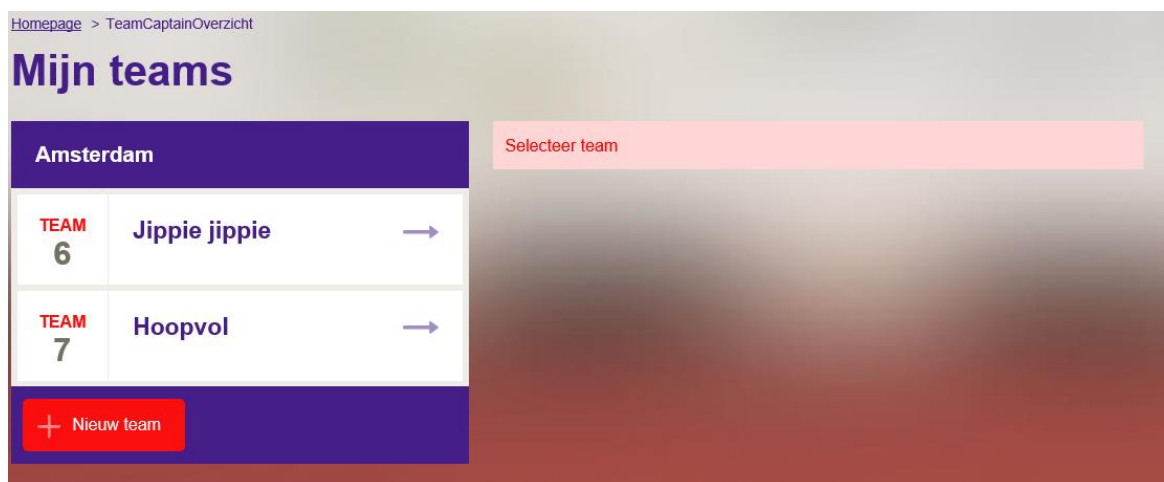 Homepage > TeamCaptainOverzicht
Mijn teams
Amsterdam
Selecteer team
TEAM
6
Jippie jippie
TEAM
7
Hoopvol
Nieuw team